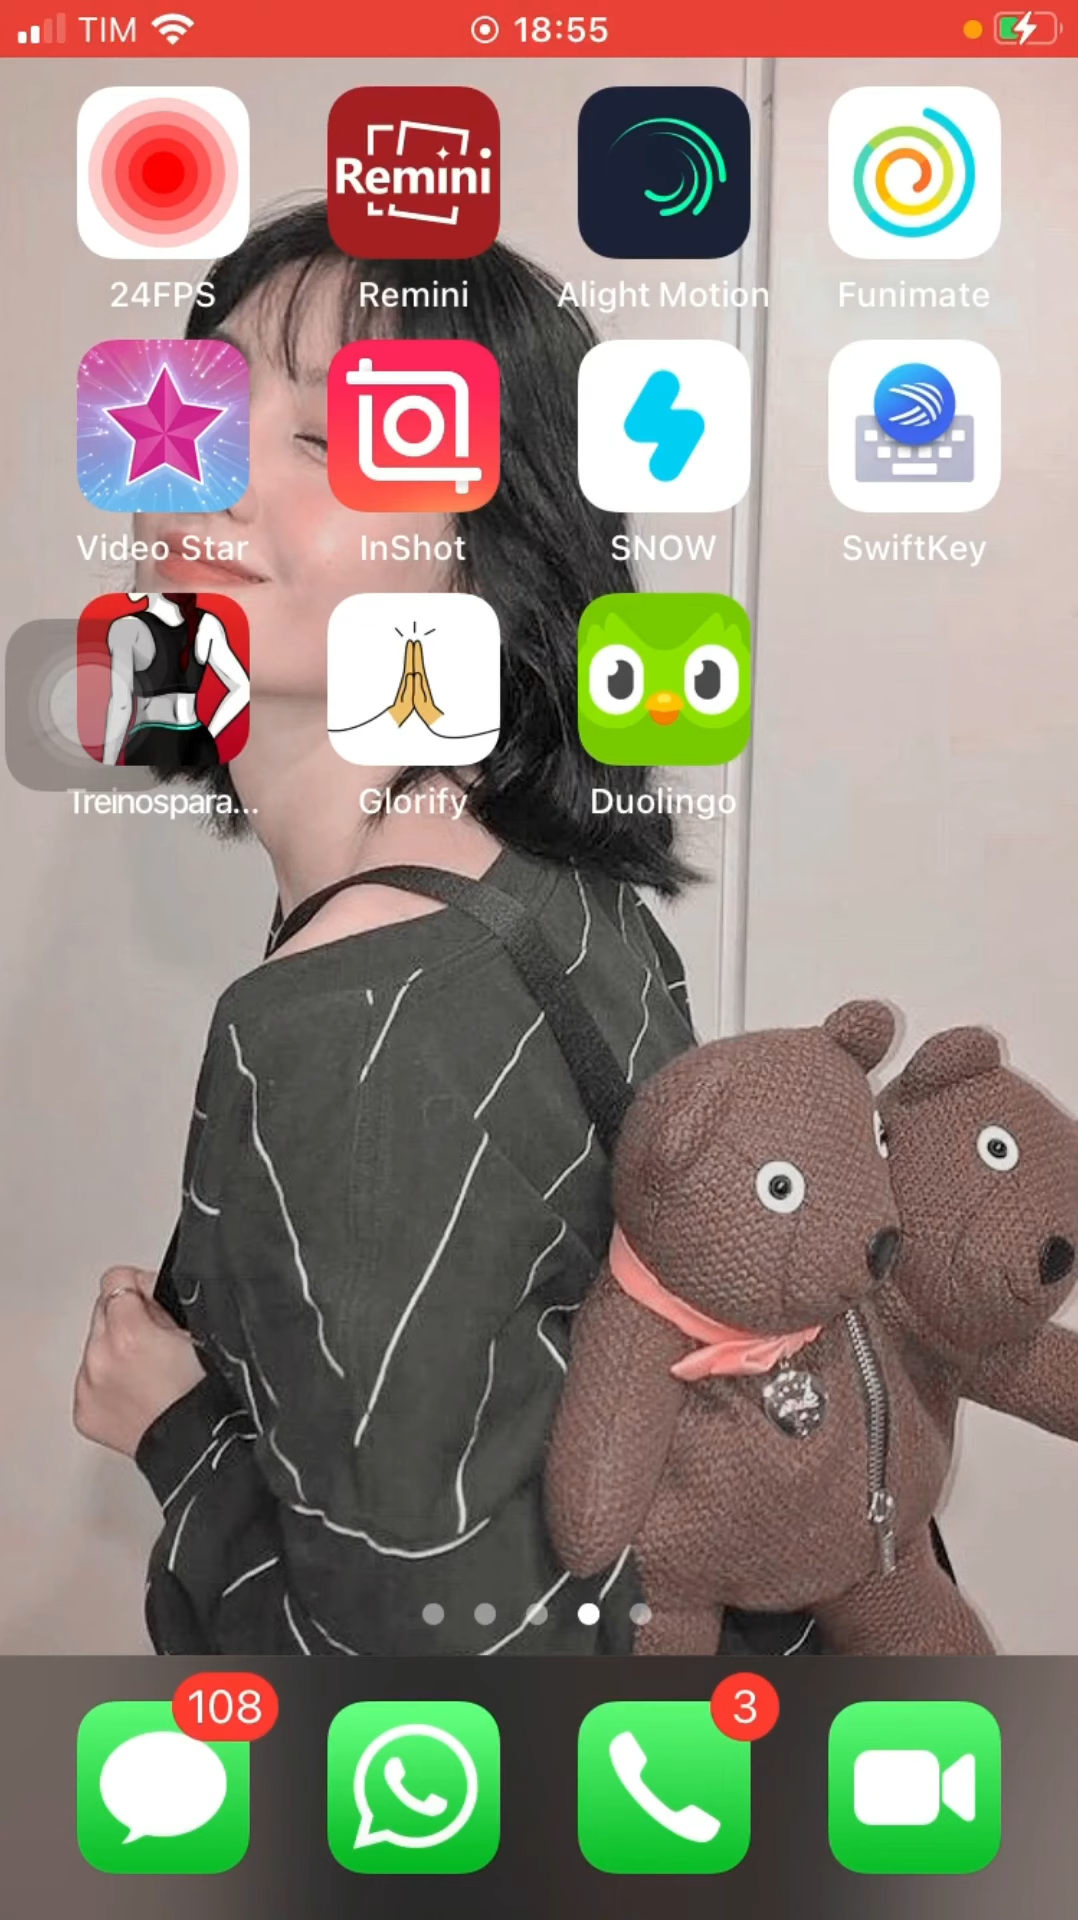 TIM 18:55
Remini
24FPS Remini Alight Motion Funimate
Video Star InShot SNOW SwiftKey
Treinospara... Glorify Duolingo
108 3